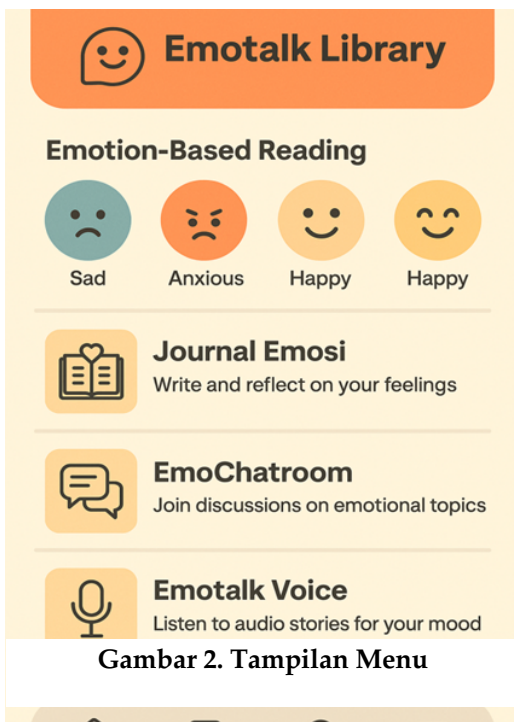 Emotalk Library
Emotion-Based Reading
Sad Anxious Happy Happy
Journal Emosi
Write and reflect on your feelings
EmoChatroom
Join discussions on emotional topics
Emotalk Voice
Listen to audio stories for your mood
Gambar 2. Tampilan Menu